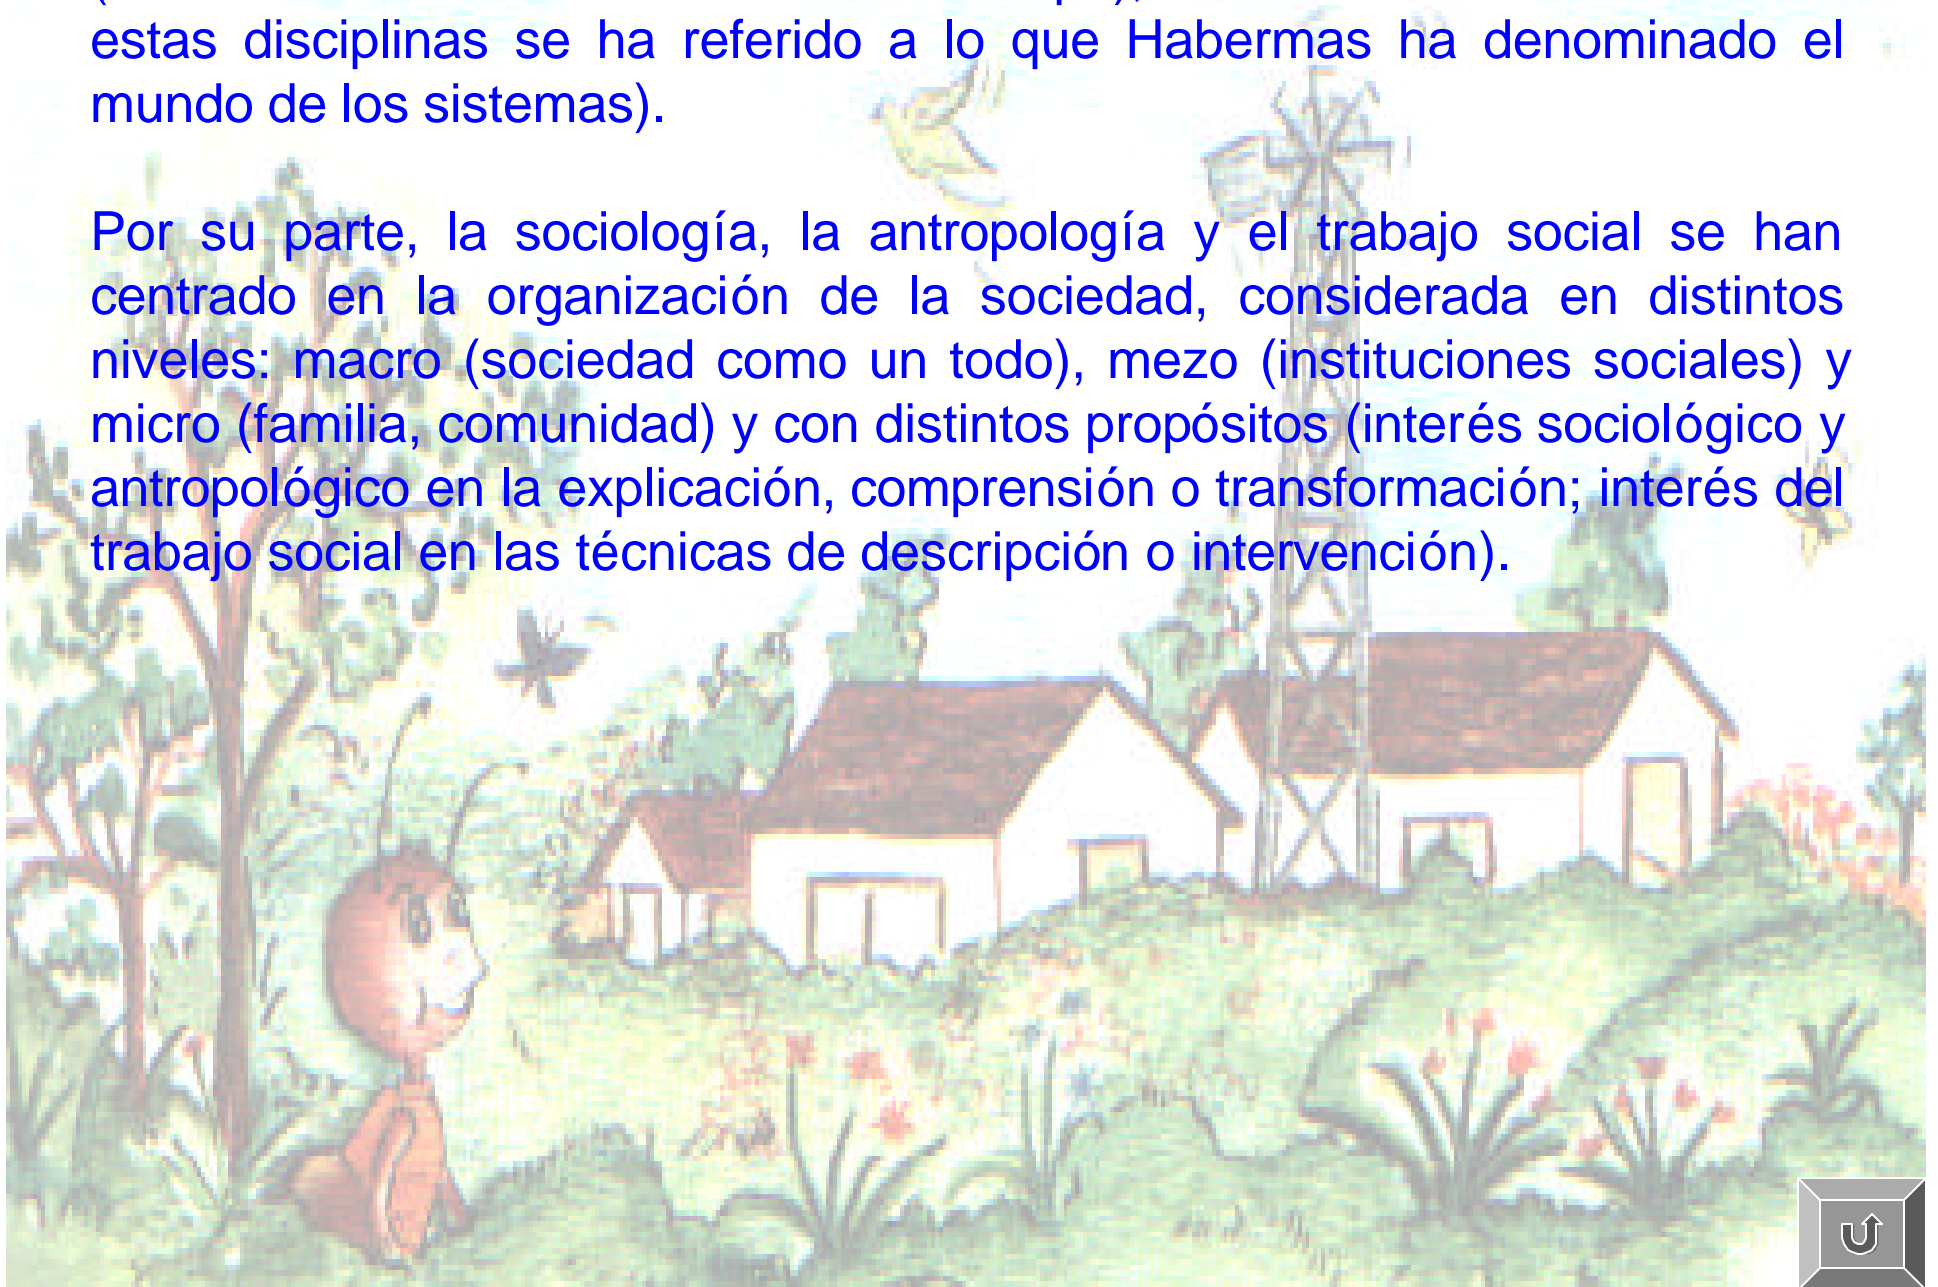 estas disciplinas se ha referido a lo que Habermas ha denominado el
mundo de los sistemas).
Por su parte, la sociología, la antropología y el trabajo social se han
centrado en la organización de la sociedad, considerada en distintos
niveles: macro (sociedad como un todo), mezo (instituciones sociales) y
micro (familia, comunidad) y con distintos propósitos (interés sociológico y
antropológico en la explicación, comprensión o transformación; interés del
trabajo social en las técnicas de descripción o intervención).